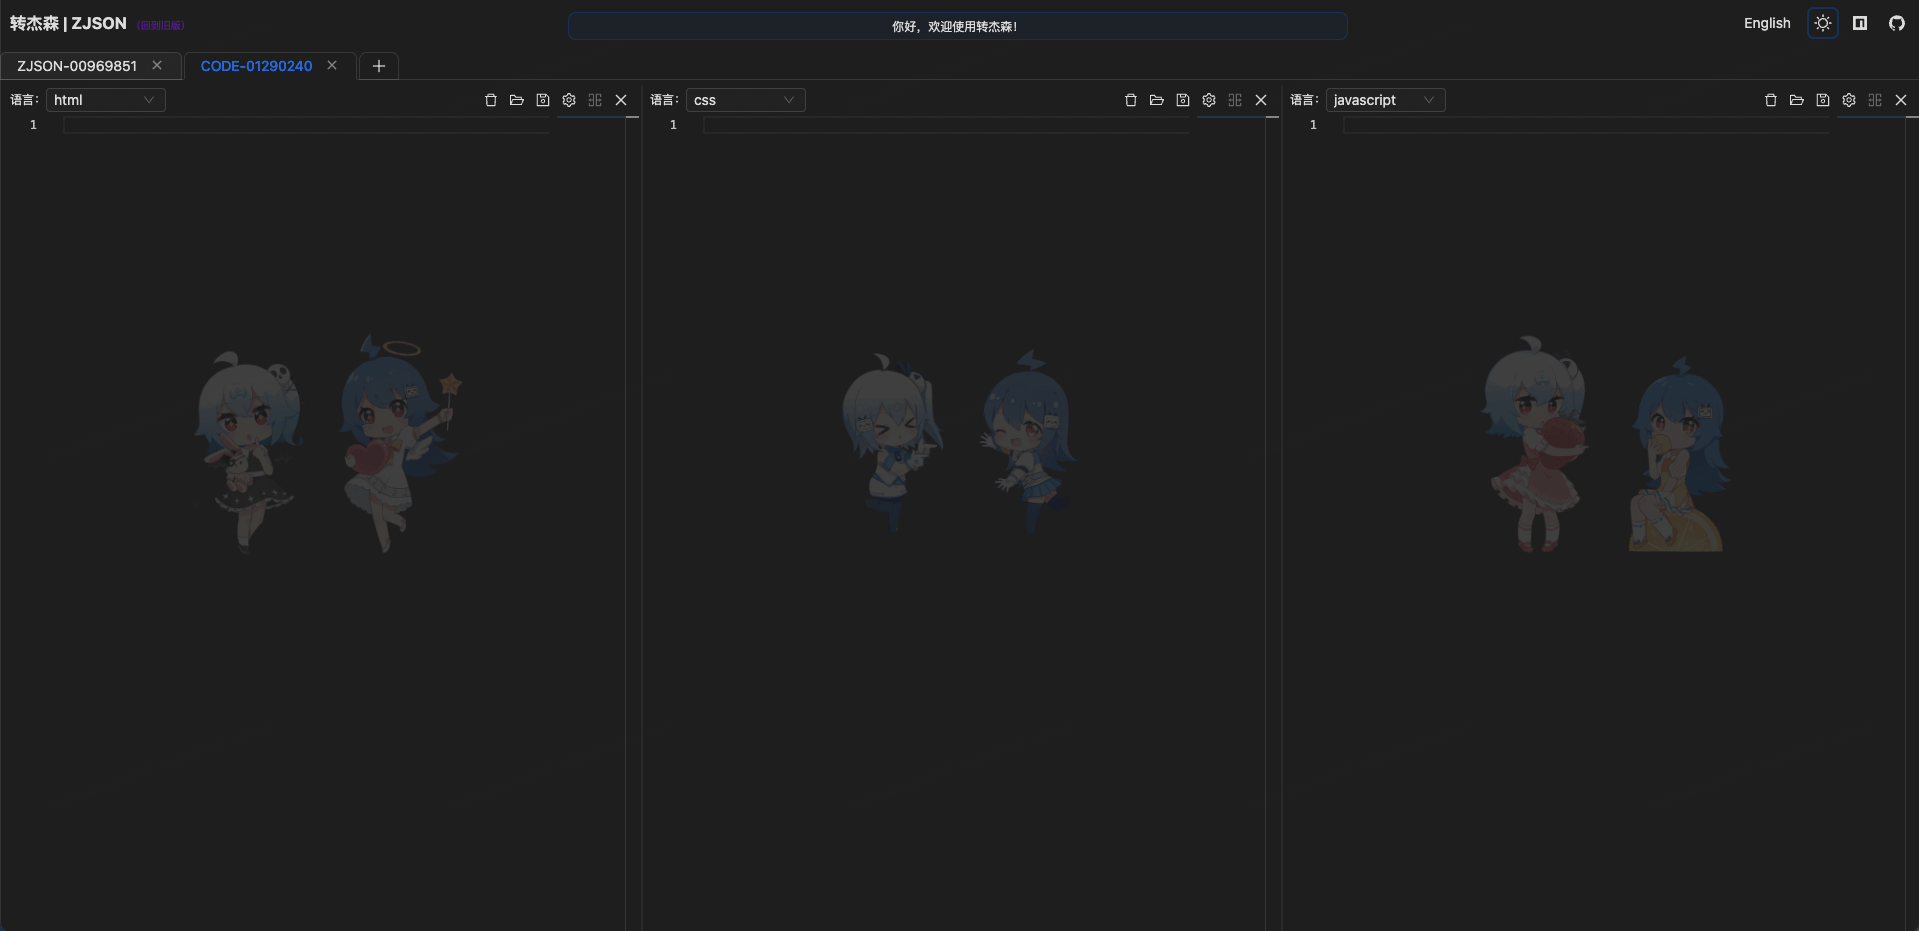 转杰森 | ZJSON (回到旧版)
你好，欢迎使用转杰森！
English
ZJSON-00969851
CODE-01290240
语言： html
语言： css
语言： javascript
1
1
1